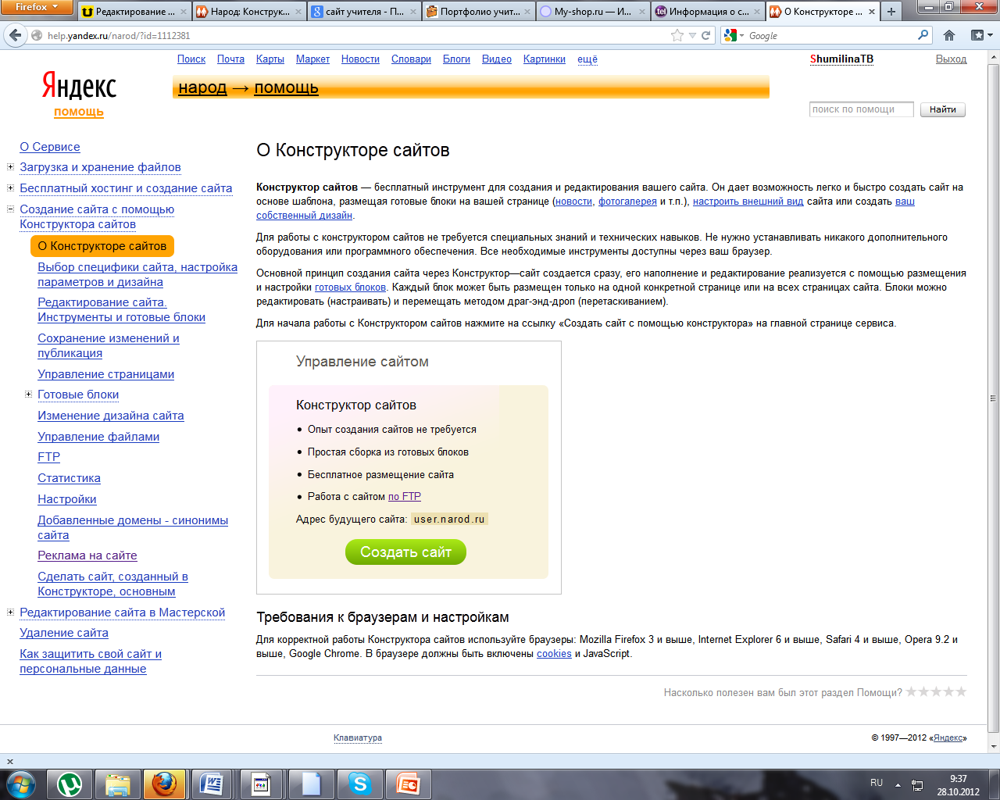 Firefox
Редактирование ...
Народ: Конструк...
сайт учителя - П...
Портфолио учит...
My-shop.ru — И...
Информация о с...
О Конструкторе ...
help.yandex.ru/narod/?id=1112381
Google
Поиск Почта Карты Маркет Новости Словари Блоги Видео Картинки ещё
ShumilinaTB
Выход
Яндекс
помощь
народ → помощь
поиск по помощи
Найти
О Сервисе
Загрузка и хранение файлов
Бесплатный хостинг и создание сайта
Создание сайта с помощью
Конструктора сайтов
О Конструкторе сайтов
Выбор специфики сайта, настройка
параметров и дизайна
Редактирование сайта.
Инструменты и готовые блоки
Сохранение изменений и
публикация
Управление страницами
Готовые блоки
Изменение дизайна сайта
Управление файлами
FTP
Статистика
Настройки
Добавленные домены - синонимы
сайта
Реклама на сайте
Сделать сайт, созданный в
Конструкторе, основным
Редактирование сайта в Мастерской
Удаление сайта
Как защитить свой сайт и
персональные данные
О Конструкторе сайтов
Конструктор сайтов — бесплатный инструмент для создания и редактирования вашего сайта. Он дает возможность легко и быстро создать сайт на
основе шаблона, размещая готовые блоки на вашей странице (новости, фотогалерея и т.п.), настроить внешний вид сайта или создать ваш
собственный дизайн.
Для работы с конструктором сайтов не требуется специальных знаний и технических навыков. Не нужно устанавливать никакого дополнительного
оборудования или программного обеспечения. Все необходимые инструменты доступны через ваш браузер.
Основной принцип создания сайта через Конструктор—сайт создается сразу, его наполнение и редактирование реализуется с помощью размещения
и настройки готовых блоков. Каждый блок может быть размещен только на одной конкретной странице или на всех страницах сайта. Блоки можно
редактировать (настраивать) и перемещать методом драг-энд-дроп (перетаскиванием).
Для начала работы с Конструктором сайтов нажмите на ссылку «Создать сайт с помощью конструктора» на главной странице сервиса.
Управление сайтом
Конструктор сайтов
• Опыт создания сайтов не требуется
• Простая сборка из готовых блоков
• Бесплатное размещение сайта
• Работа с сайтом по FTP
Адрес будущего сайта: user.narod.ru
Создать сайт
Требования к браузерам и настройкам
Для корректной работы Конструктора сайтов используйте браузеры: Mozilla Firefox 3 и выше, Internet Explorer 6 и выше, Safari 4 и выше, Opera 9.2 и
выше, Google Chrome. В браузере должны быть включены cookies и JavaScript.
Насколько полезен вам был этот раздел Помощи?
Клавиатура
© 1997—2012 «Яндекс»
RU
9:37
28.10.2012